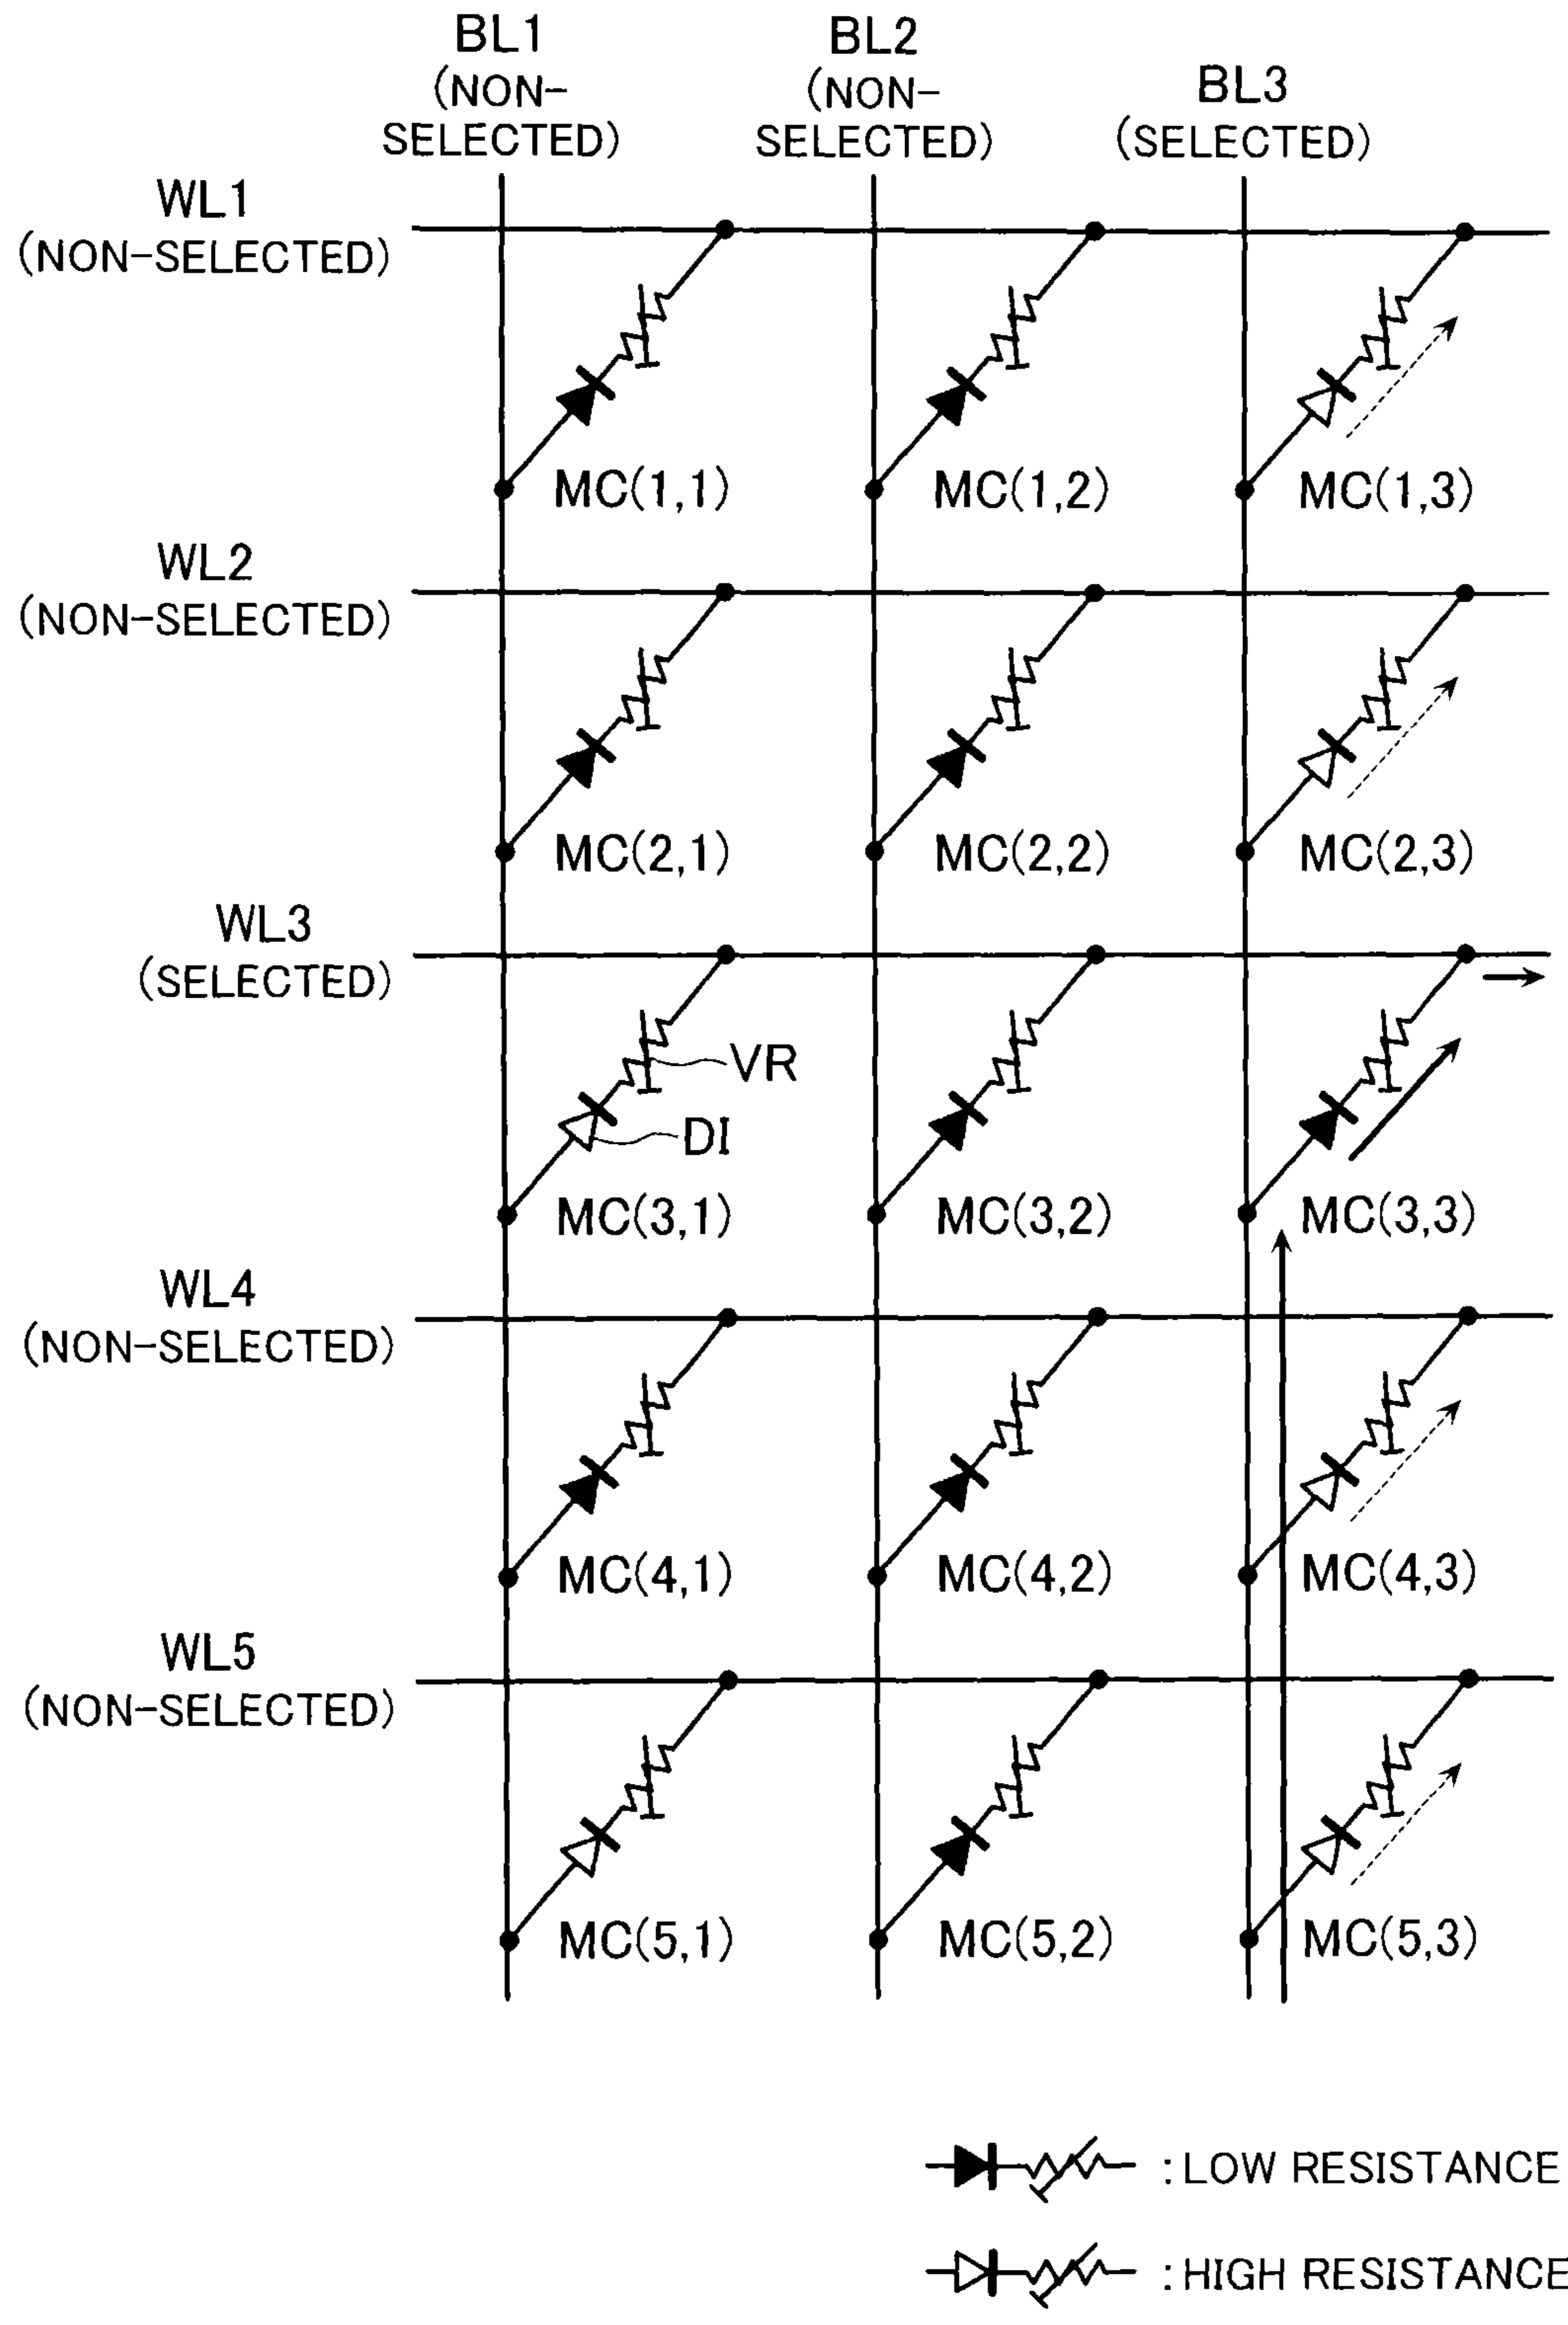 BL1
(NON-
SELECTED)
BL2
(NON-
SELECTED)
BL3
(SELECTED)
WL1
(NON-SELECTED)
MC(1,1)
MC(1,2)
MC(1,3)
WL2
(NON-SELECTED)
MC(2,1)
MC(2,2)
MC(2,3)
WL3
(SELECTED)
VR
DI
MC(3,1)
MC(3,2)
MC(3,3)
WL4
(NON-SELECTED)
MC(4,1)
MC(4,2)
MC(4,3)
WL5
(NON-SELECTED)
MC(5,1)
MC(5,2)
MC(5,3)
: LOW RESISTANCE
: HIGH RESISTANCE